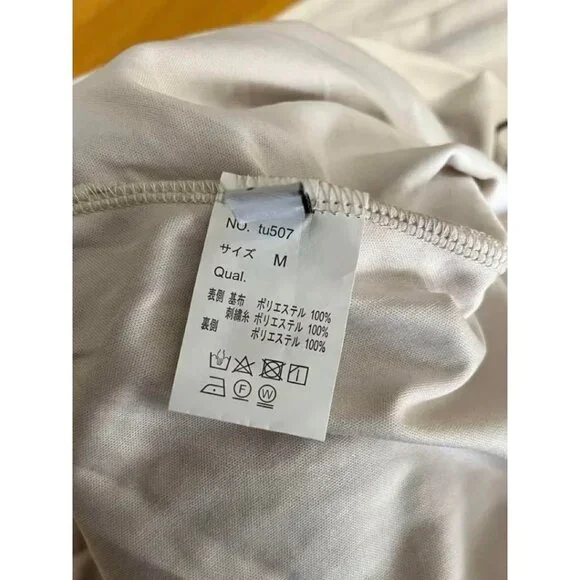 NO. tu507
サイズ M
Qual.
表側 基布 ポリエステル 100%
刺繍糸 ポリエステル 100%
裏側 ポリエステル 100%
F W